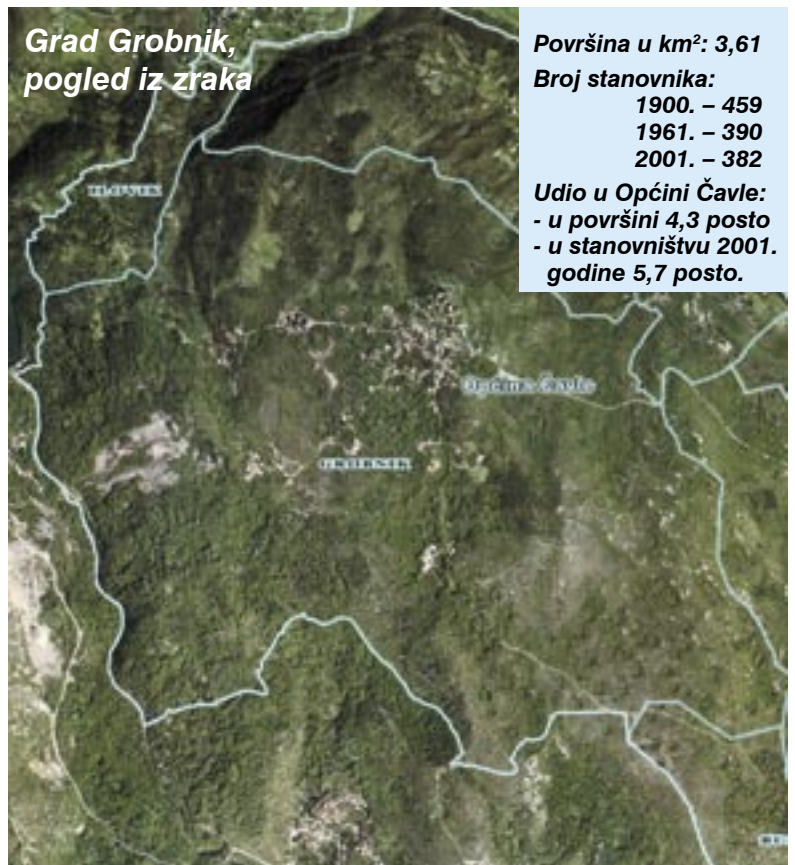 Grad Grobnik,
pogled iz zraka
Površina u km²: 3,61
Broj stanovnika:
1900. – 459
1961. – 390
2001. – 382
Udio u Općini Čavle:
- u površini 4,3 posto
- u stanovništvu 2001.
godine 5,7 posto.
ILOVIK
Općina Čavle
GROBNIK